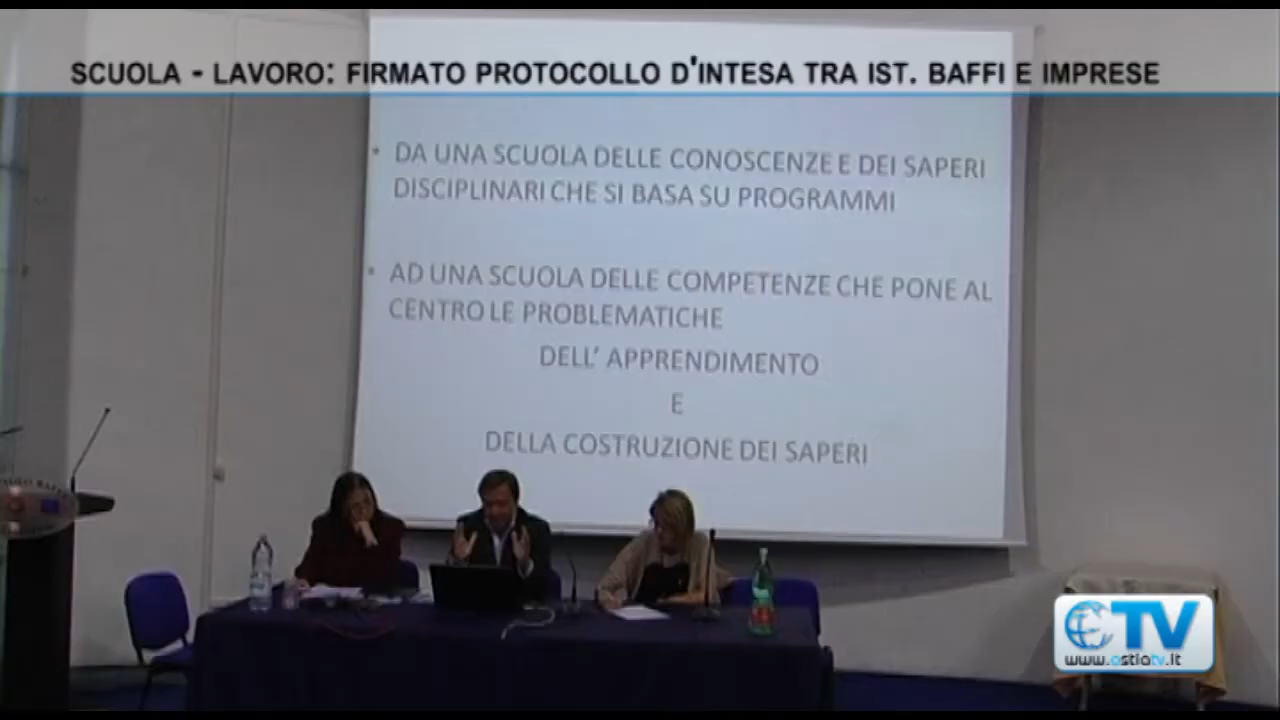 SCUOLA - LAVORO: FIRMATO PROTOCOLLO D'INTESA TRA IST. BAFFI E IMPRESE
• DA UNA SCUOLA DELLE CONOSCENZE E DEI SAPERI
DISCIPLINARI CHE SI BASA SU PROGRAMMI
• AD UNA SCUOLA DELLE COMPETENZE CHE PONE AL
CENTRO LE PROBLEMATICHE
DELL' APPRENDIMENTO
E
DELLA COSTRUZIONE DEI SAPERI
BAFFI
TV
www.ostiatv.it